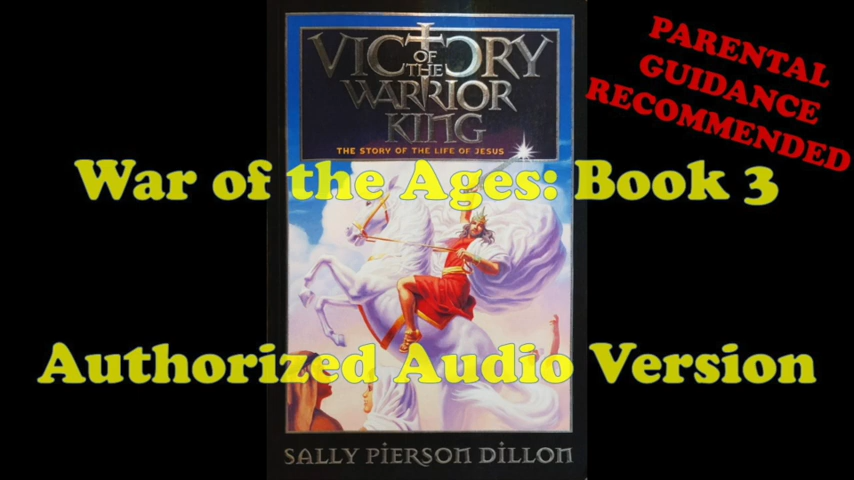 VICTORY
OF
THE
WARRIOR
KING
THE STORY OF THE LIFE OF JESUS
PARENTAL
GUIDANCE
RECOMMENDED
War of the Ages: Book 3
Authorized Audio Version
SALLY PIERSON DILLON